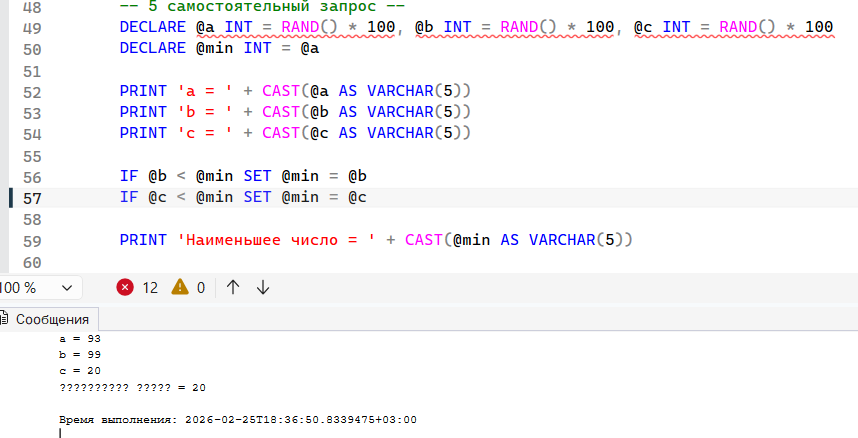 48 -- 5 самостоятельный запрос --
49 DECLARE @a INT = RAND() * 100, @b INT = RAND() * 100, @c INT = RAND() * 100
50 DECLARE @min INT = @a
51
52 PRINT 'a = ' + CAST(@a AS VARCHAR(5))
53 PRINT 'b = ' + CAST(@b AS VARCHAR(5))
54 PRINT 'c = ' + CAST(@c AS VARCHAR(5))
55
56 IF @b < @min SET @min = @b
57 IF @c < @min SET @min = @c
58
59 PRINT 'Наименьшее число = ' + CAST(@min AS VARCHAR(5))
60
100 % 12 0 ↑ ↓
Сообщения
a = 93
b = 99
c = 20
?????????? ????? = 20
Время выполнения: 2026-02-25T18:36:50.8339475+03:00